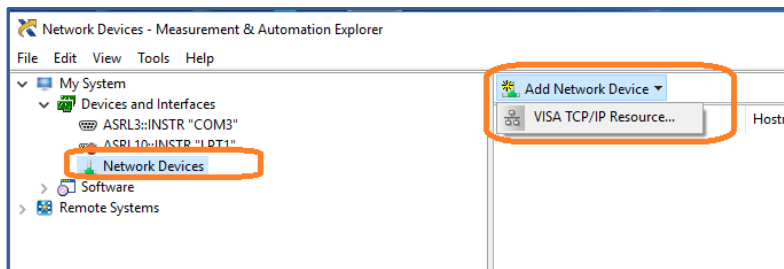 Network Devices - Measurement & Automation Explorer
File Edit View Tools Help
My System
Devices and Interfaces
ASRL3::INSTR "COM3"
ASRL10::INSTR "LPT1"
Network Devices
Software
Remote Systems
Add Network Device
VISA TCP/IP Resource...